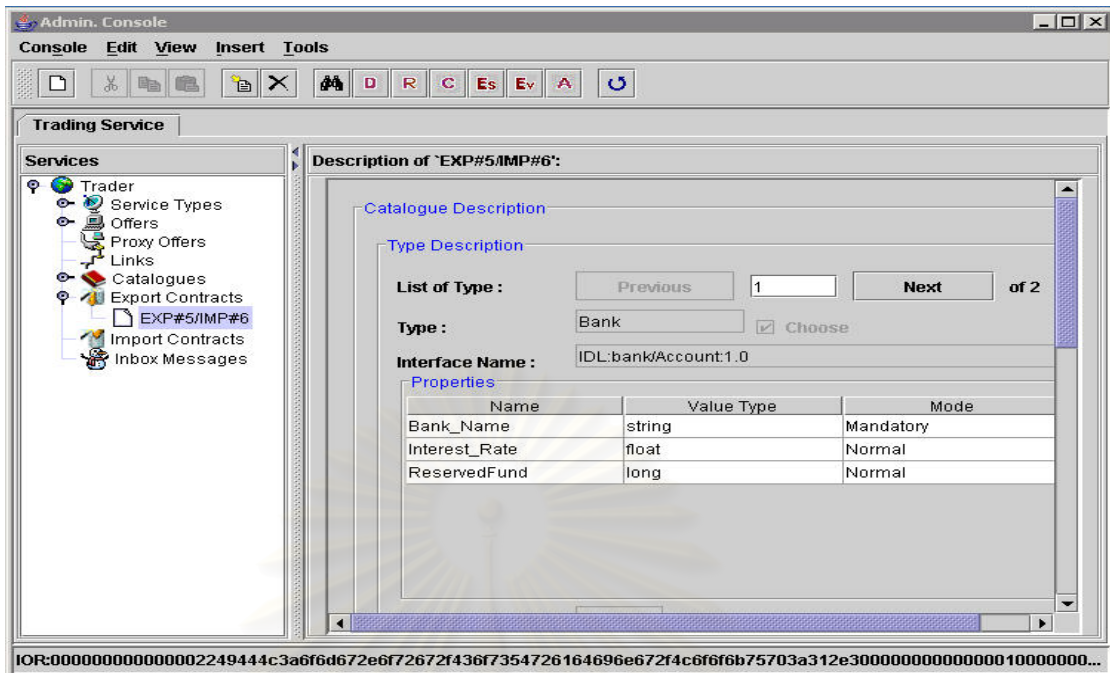 Admin. Console
Console Edit View Insert Tools
D R C Es Ev A
Trading Service
Services
Trader
Service Types
Offers
Proxy Offers
Links
Catalogues
Export Contracts
EXP#5/IMP#6
Import Contracts
Inbox Messages
Description of `EXP#5/IMP#6':
Catalogue Description
Type Description
List of Type : Previous 1 Next of 2
Type : Bank Choose
Interface Name : IDL:bank/Account:1.0
Properties
Name Value Type Mode
Bank_Name string Mandatory
Interest_Rate float Normal
ReservedFund long Normal
IOR:000000000000002249444c3a6f6d672e6f72672f436f7354726164696e672f4c6f6f6b75703a312e30000000000000010000000...